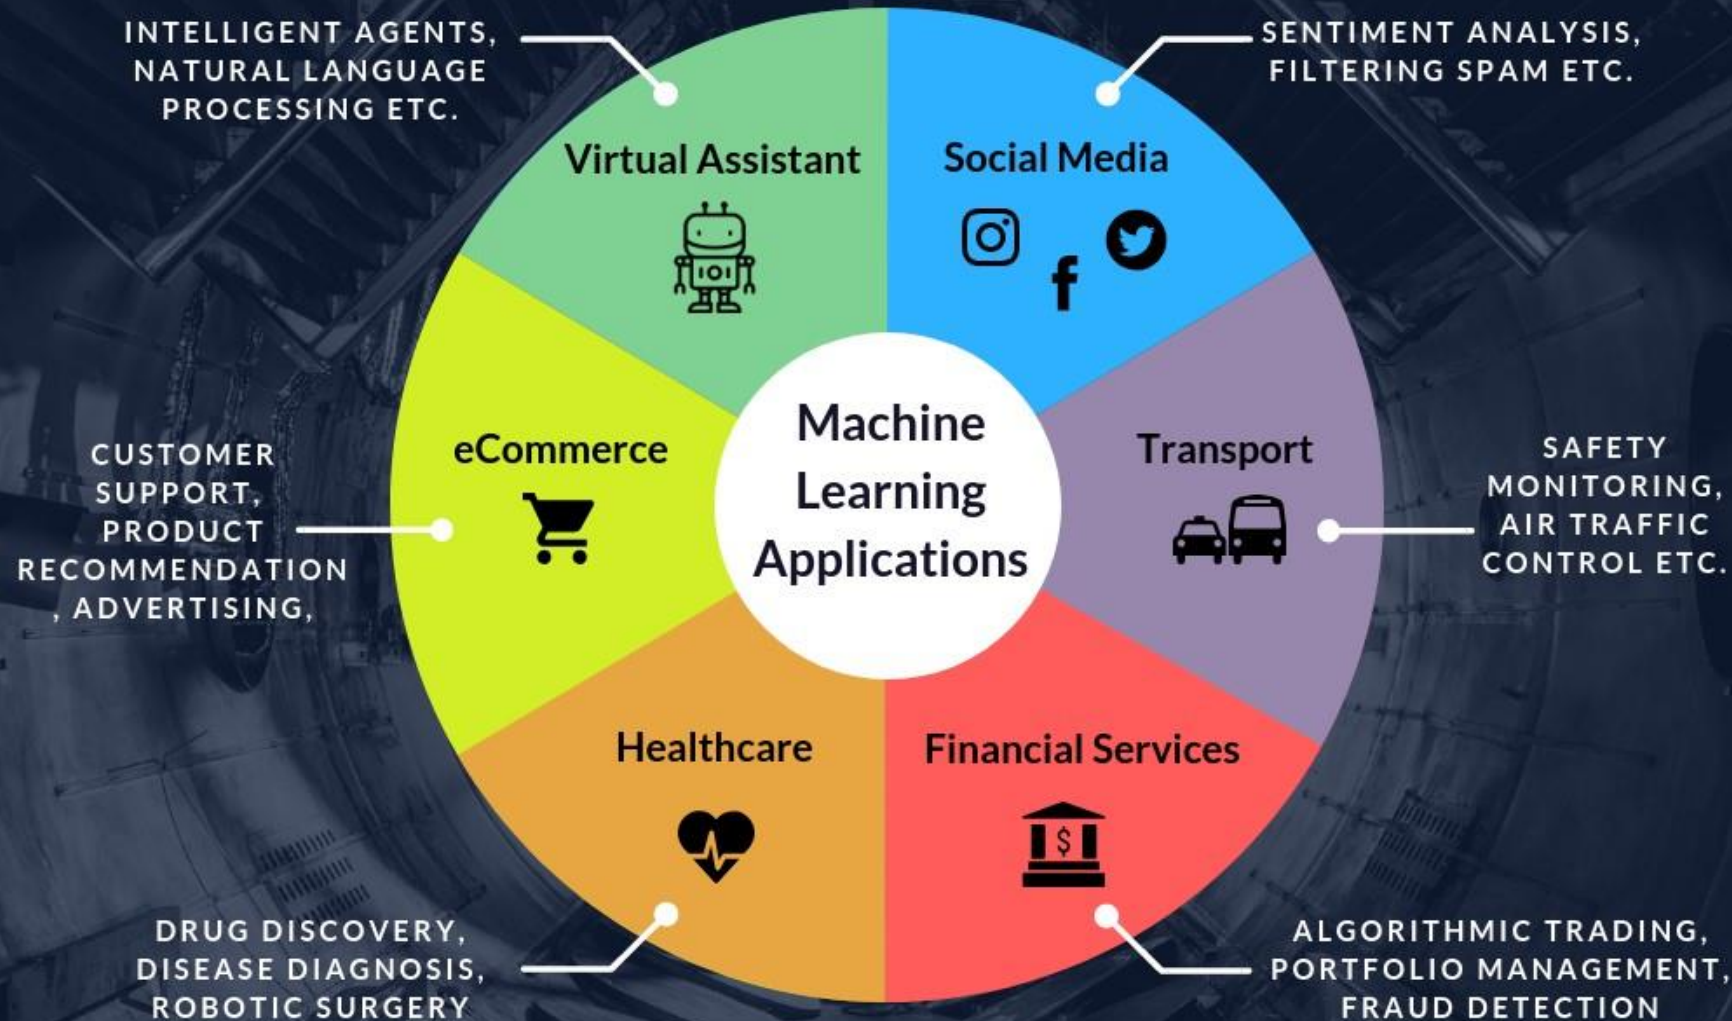 INTELLIGENT AGENTS,
NATURAL LANGUAGE
PROCESSING ETC.
SENTIMENT ANALYSIS,
FILTERING SPAM ETC.
Virtual Assistant
Social Media
f
eCommerce
Machine
Learning
Applications
Transport
CUSTOMER
SUPPORT,
PRODUCT
RECOMMENDATION
, ADVERTISING,
SAFETY
MONITORING,
AIR TRAFFIC
CONTROL ETC.
Healthcare
Financial Services
$
DRUG DISCOVERY,
DISEASE DIAGNOSIS,
ROBOTIC SURGERY
ALGORITHMIC TRADING,
PORTFOLIO MANAGEMENT,
FRAUD DETECTION